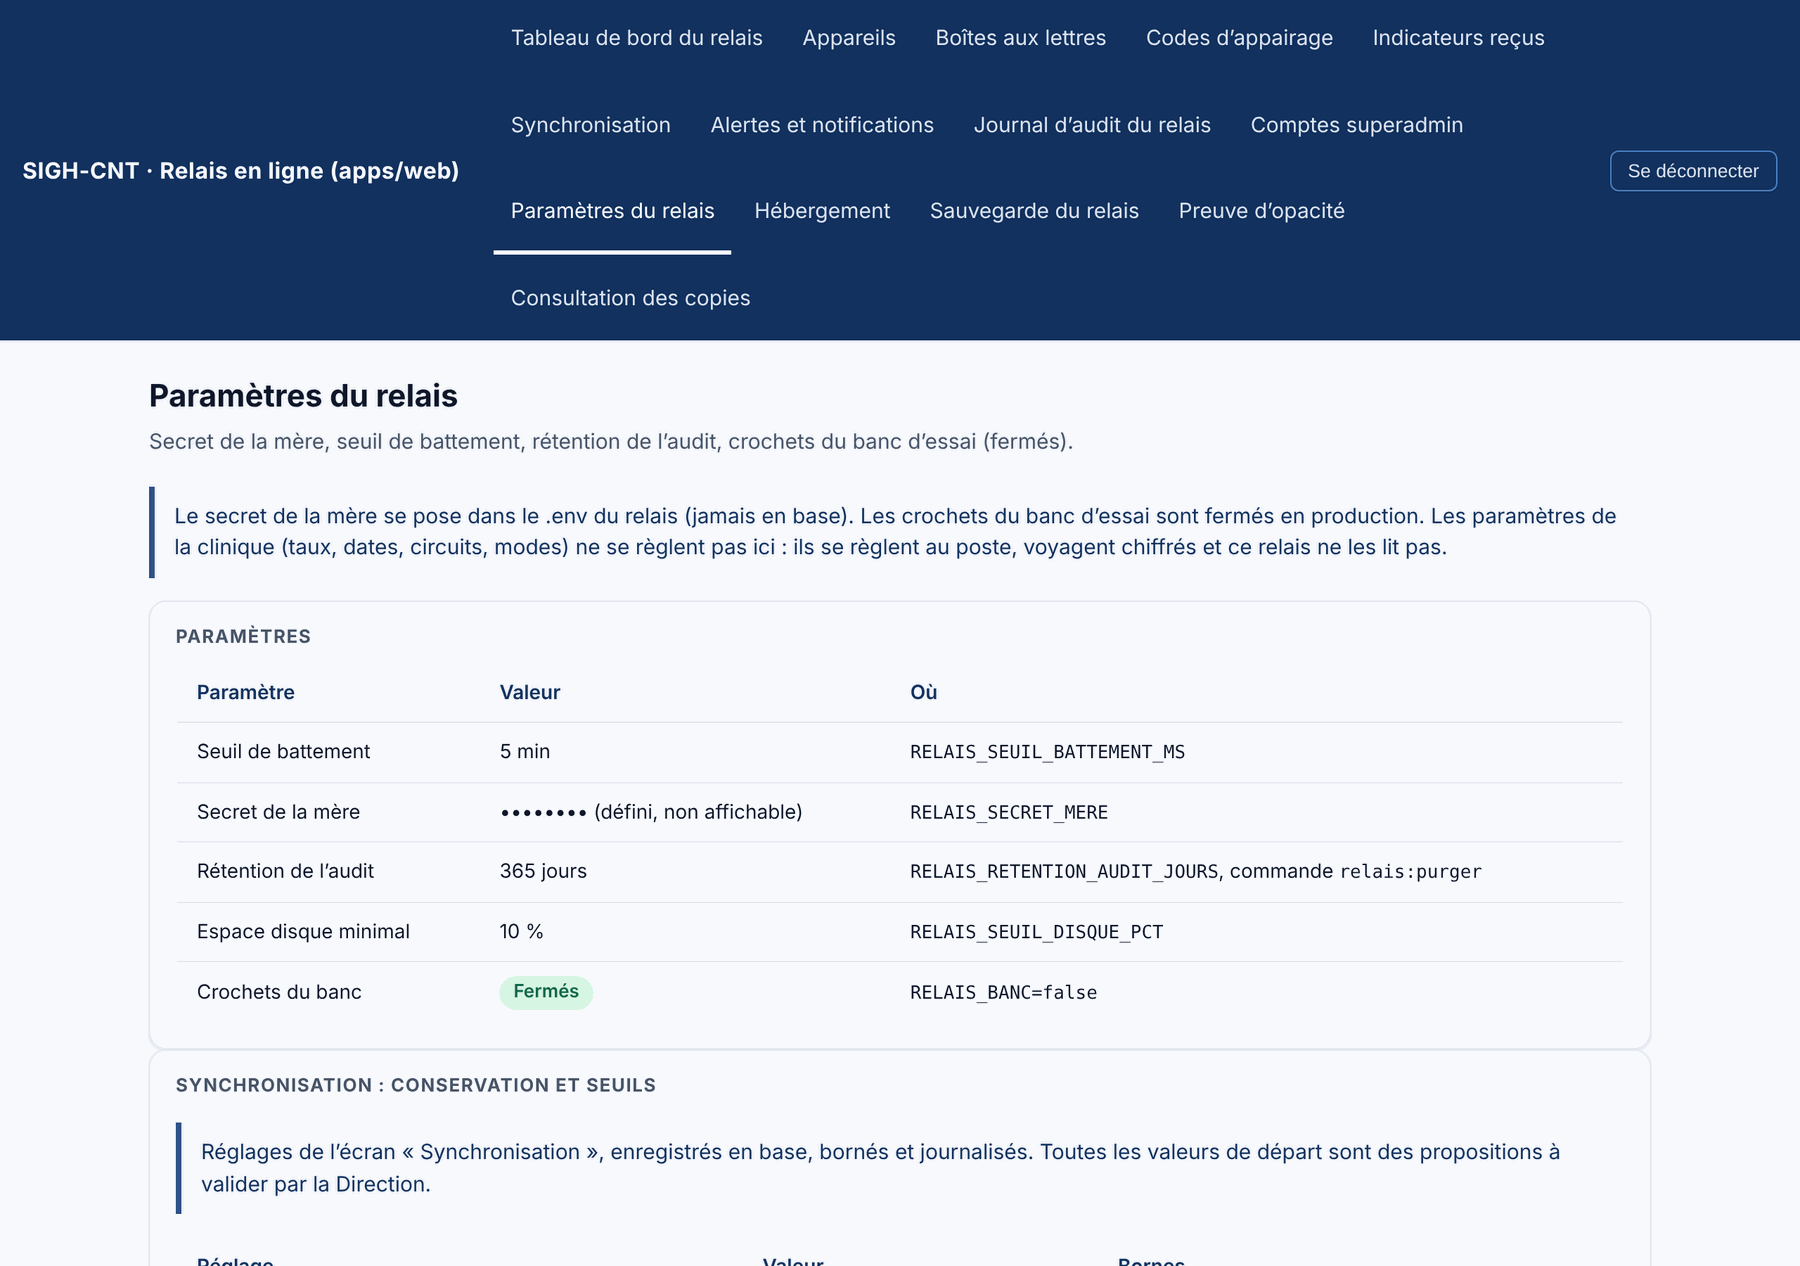 Tableau de bord du relais Appareils Boîtes aux lettres Codes d’appairage Indicateurs reçus
Synchronisation Alertes et notifications Journal d’audit du relais Comptes superadmin
SIGH-CNT · Relais en ligne (apps/web)
Se déconnecter
Paramètres du relais Hébergement Sauvegarde du relais Preuve d’opacité
Consultation des copies
Paramètres du relais
Secret de la mère, seuil de battement, rétention de l’audit, crochets du banc d’essai (fermés).
Le secret de la mère se pose dans le .env du relais (jamais en base). Les crochets du banc d’essai sont fermés en production. Les paramètres de
la clinique (taux, dates, circuits, modes) ne se règlent pas ici : ils se règlent au poste, voyagent chiffrés et ce relais ne les lit pas.
PARAMÈTRES
Paramètre Valeur Où
Seuil de battement 5 min RELAIS_SEUIL_BATTEMENT_MS
Secret de la mère •••••••• (défini, non affichable) RELAIS_SECRET_MERE
Rétention de l’audit 365 jours RELAIS_RETENTION_AUDIT_JOURS, commande relais:purger
Espace disque minimal 10 % RELAIS_SEUIL_DISQUE_PCT
Crochets du banc Fermés RELAIS_BANC=false
SYNCHRONISATION : CONSERVATION ET SEUILS
Réglages de l’écran « Synchronisation », enregistrés en base, bornés et journalisés. Toutes les valeurs de départ sont des propositions à
valider par la Direction.
Réglage Valeur Bornes